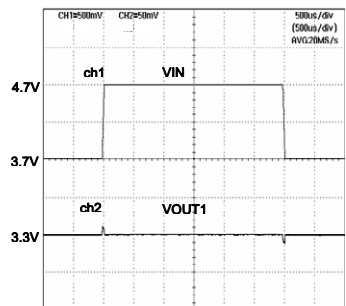 CH1=500mV CH2=50mV 500us/div
(500us/div)
AVG:20MS/s
ch1 VIN
4.7V
3.7V
ch2 VOUT1
3.3V